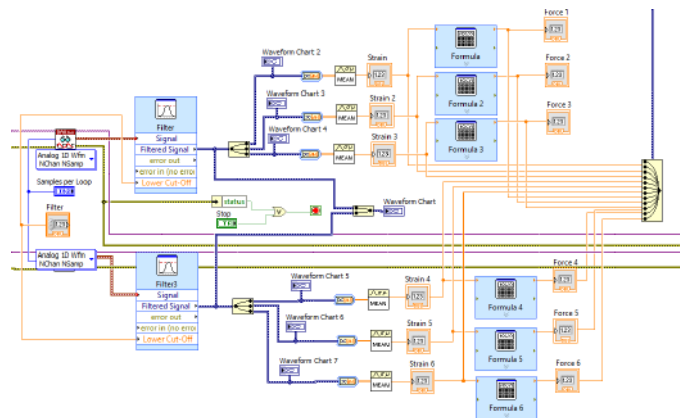 Force 1
Waveform Chart 2
Strain
MEAN
Formula
Force 2
Waveform Chart 3
Strain 2
MEAN
Formula 2
Force 3
Waveform Chart 4
Strain 3
MEAN
Formula 3
Filter
Signal
Filtered Signal
error out
error in (no erro
Lower Cut-Off
Analog 1D Wfm
NChan NSamp
Samples per Loop
Filter
status
Stop
Waveform Chart
Analog 1D Wfm
NChan NSamp
Filter3
Signal
Filtered Signal
error out
error in (no erro
Lower Cut-Off
Waveform Chart 5
Strain 4
MEAN
Formula 4
Force 4
Waveform Chart 6
Strain 5
MEAN
Formula 5
Force 5
Waveform Chart 7
Strain 6
MEAN
Formula 6
Force 6